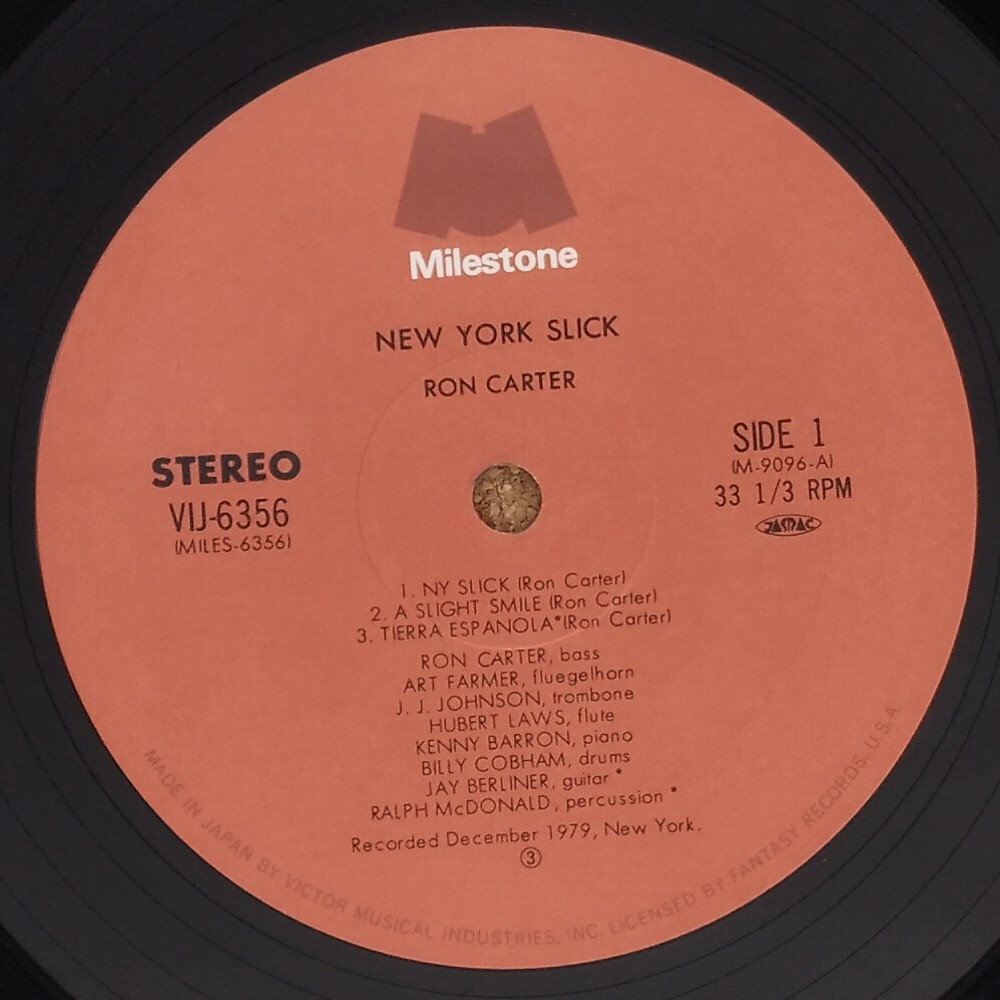 Milestone
NEW YORK SLICK
RON CARTER
STEREO
VIJ-6356
(MILES-6356)
SIDE 1
(M-9096-A)
33 1/3 RPM
JASRAC
1. NY SLICK (Ron Carter)
2. A SLIGHT SMILE (Ron Carter)
3. TIERRA ESPANOLA* (Ron Carter)
RON CARTER, bass
ART FARMER, fluegelhorn
J. J. JOHNSON, trombone
HUBERT LAWS, flute
KENNY BARRON, piano
BILLY COBHAM, drums
JAY BERLINER, guitar *
RALPH McDONALD, percussion *
Recorded December 1979, New York.
③
MADE IN JAPAN BY VICTOR MUSICAL INDUSTRIES, INC. LICENSED BY FANTASY RECORDS. U.S.A.